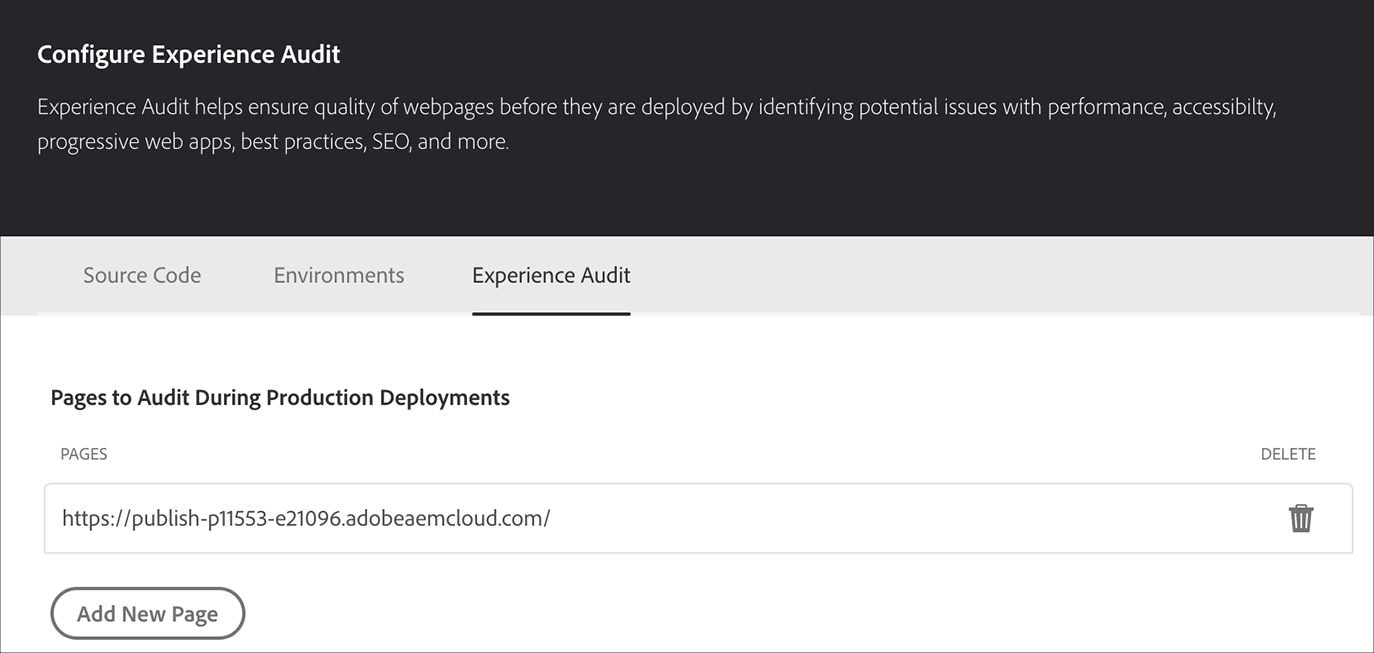 Configure Experience Audit
Experience Audit helps ensure quality of webpages before they are deployed by identifying potential issues with performance, accessibilty,
progressive web apps, best practices, SEO, and more.
Source Code
Environments
Experience Audit
Pages to Audit During Production Deployments
PAGES
DELETE
https://publish-p11553-e21096.adobeaemcloud.com/
Add New Page